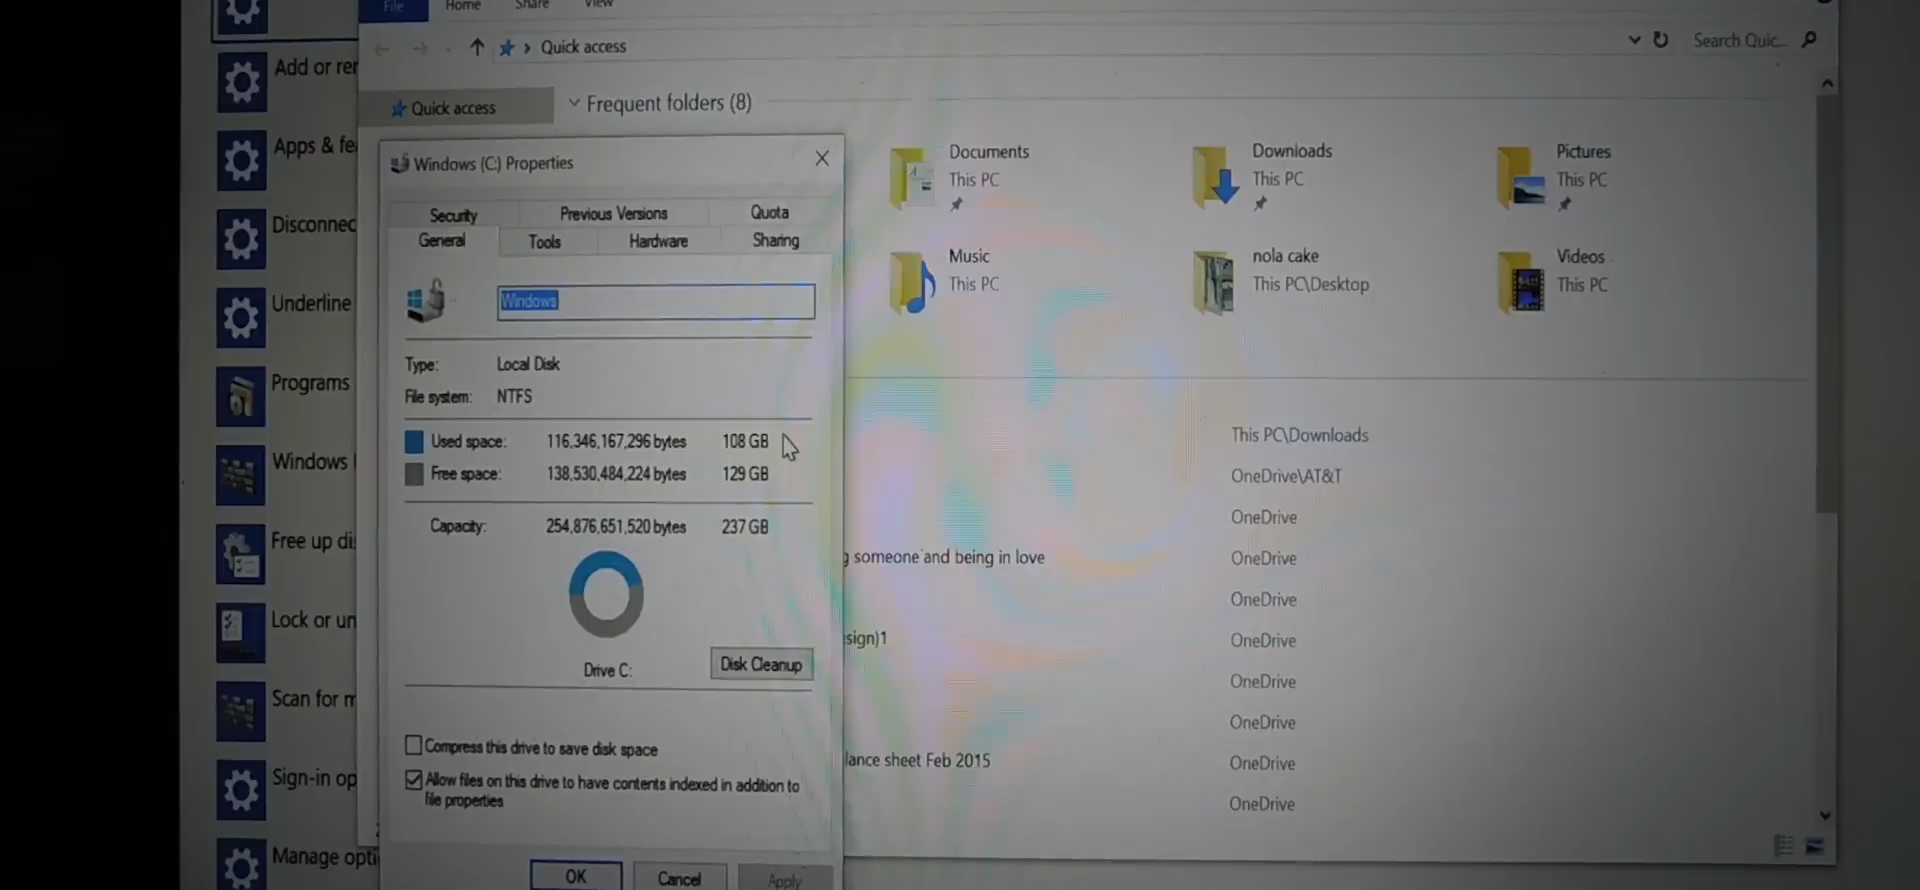 File
Home
Share
View
Quick access
Search Quic...
Add or rer
Quick access
Frequent folders (8)
Apps & fe
Windows (C:) Properties
Documents
This PC
Downloads
This PC
Pictures
This PC
Disconnec
Security
Previous Versions
Quota
General
Tools
Hardware
Sharing
Music
This PC
nola cake
This PC\Desktop
Videos
This PC
Underline
Windows
Type:
Local Disk
Programs
File system:
NTFS
Used space:
116,346,167,296 bytes
108 GB
This PC\Downloads
Windows
Free space:
138,530,484,224 bytes
129 GB
OneDrive\AT&T
Capacity:
254,876,651,520 bytes
237 GB
OneDrive
Free up di
g someone and being in love
OneDrive
OneDrive
Lock or un
sign)1
OneDrive
Drive C:
Disk Cleanup
OneDrive
Scan for m
OneDrive
Compress this drive to save disk space
lance sheet Feb 2015
OneDrive
Sign-in op
Allow files on this drive to have contents indexed in addition to
file properties
OneDrive
Manage opti
OK
Cancel
Apply